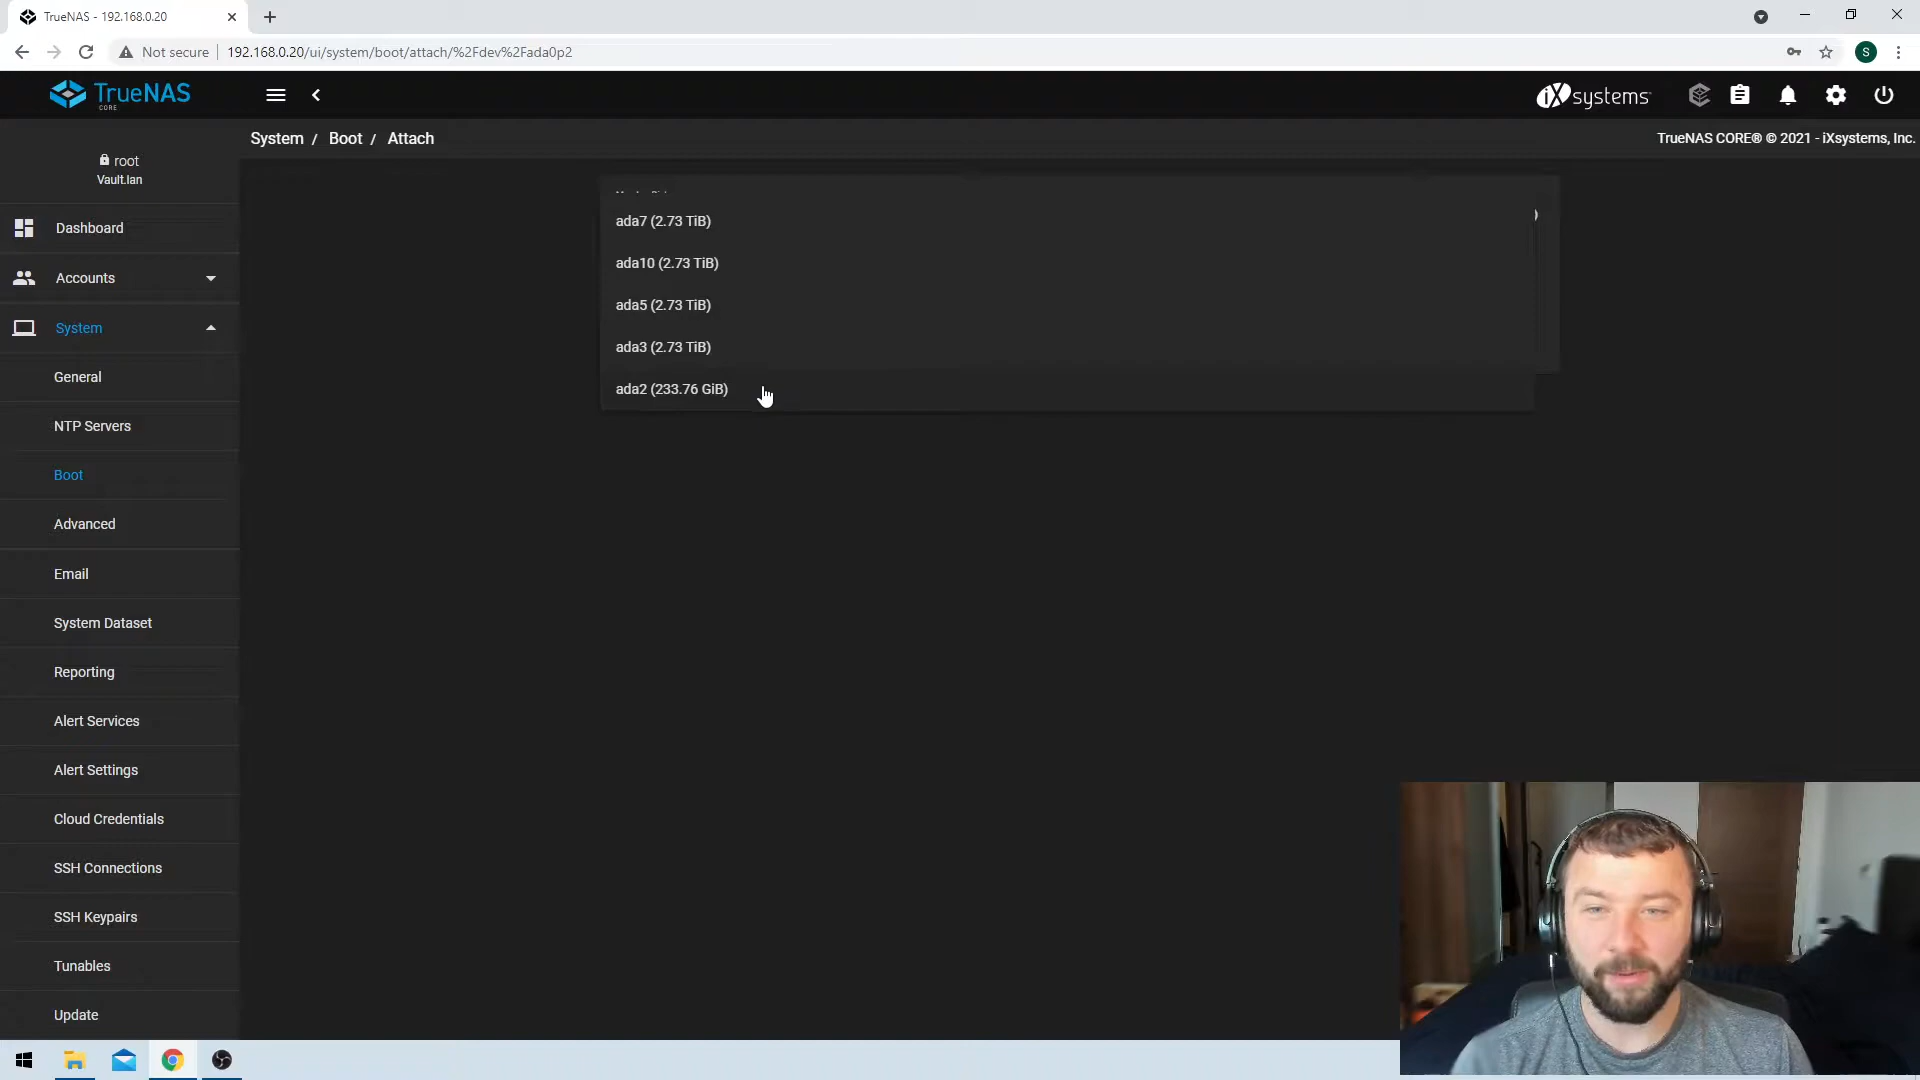 TrueNAS - 192.168.0.20
Not secure
192.168.0.20/ui/system/boot/attach/%2Fdev%2Fada0p2
S
TrueNAS
CORE
iXsystems
System / Boot / Attach
TrueNAS CORE® © 2021 - iXsystems, Inc.
root
Vault.lan
Dashboard
Accounts
System
General
NTP Servers
Boot
Advanced
Email
System Dataset
Reporting
Alert Services
Alert Settings
Cloud Credentials
SSH Connections
SSH Keypairs
Tunables
Update
ada7 (2.73 TiB)
ada10 (2.73 TiB)
ada5 (2.73 TiB)
ada3 (2.73 TiB)
ada2 (233.76 GiB)